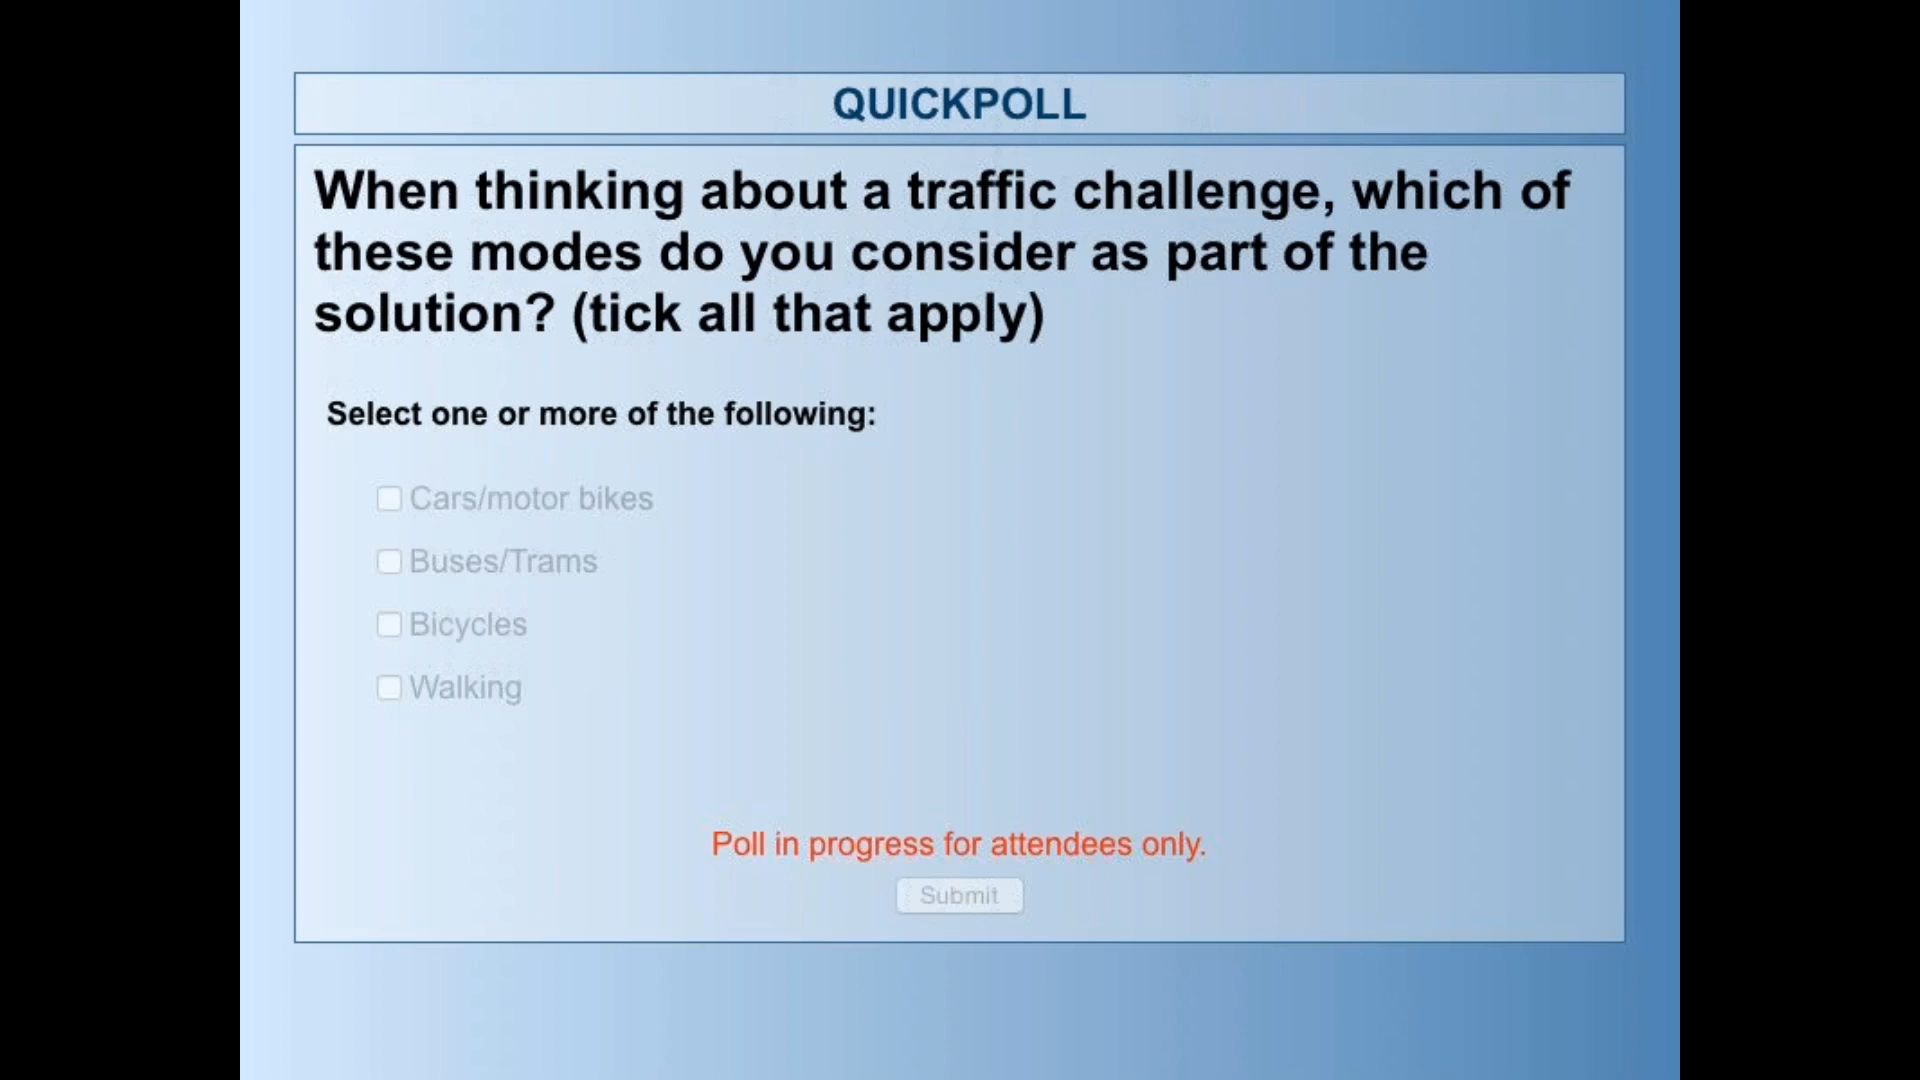 QUICKPOLL
When thinking about a traffic challenge, which of
these modes do you consider as part of the
solution? (tick all that apply)
Select one or more of the following:
Cars/motor bikes
Buses/Trams
Bicycles
Walking
Poll in progress for attendees only.
Submit